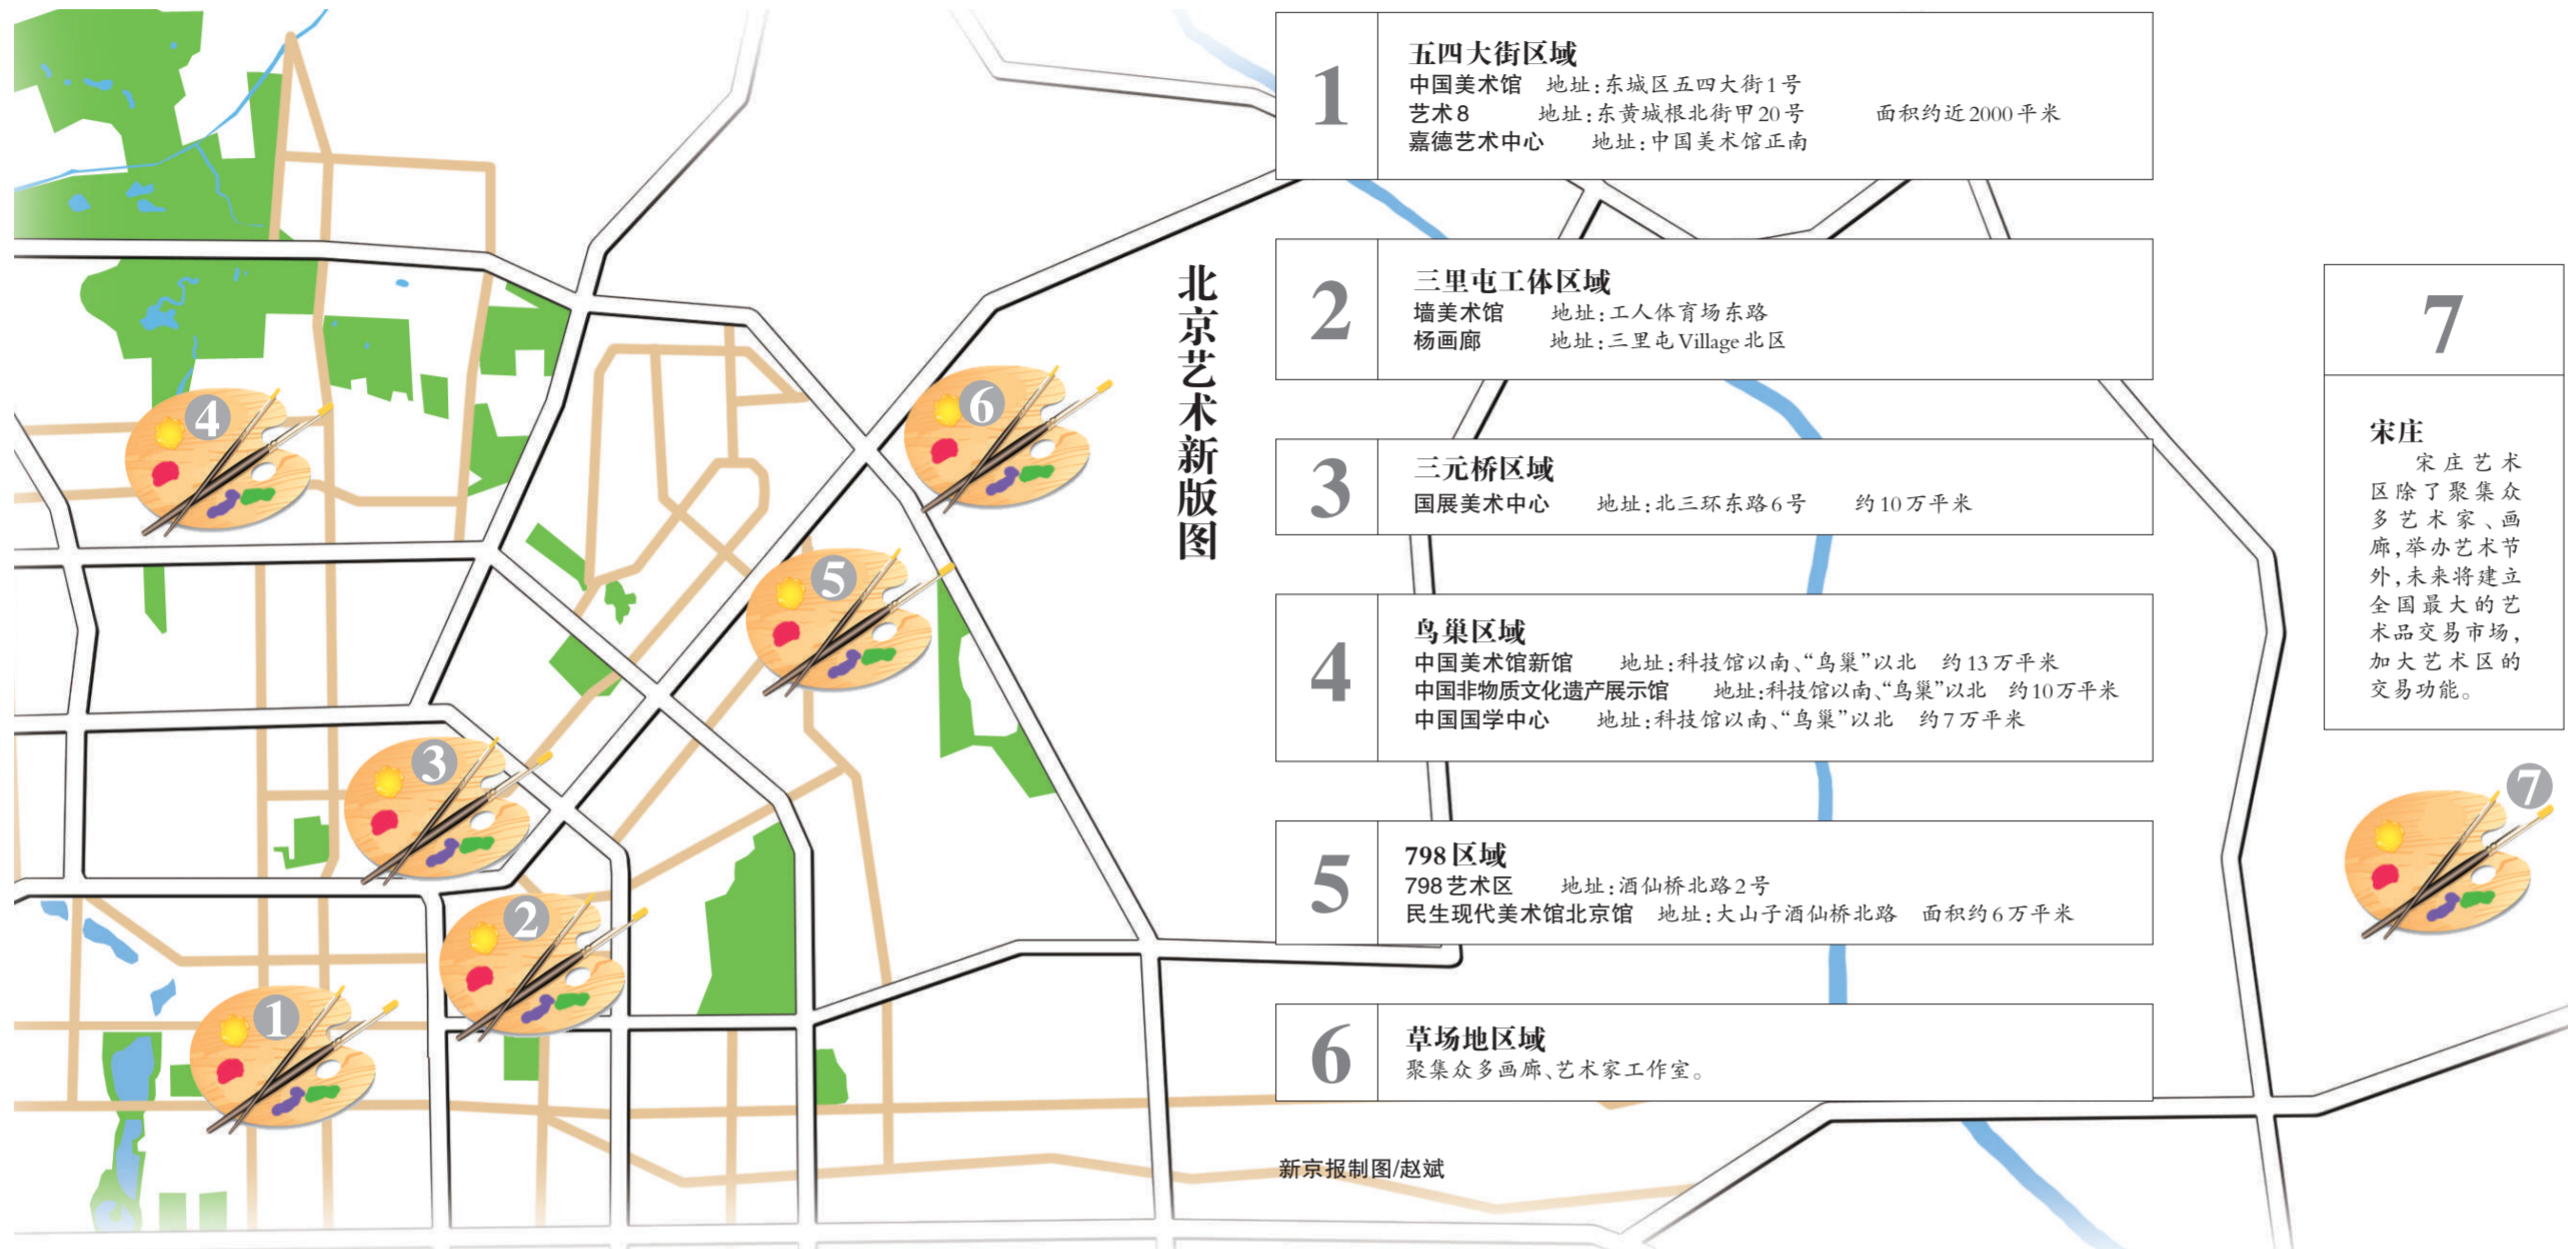 北京艺术新版图
1
五四大街区域
中国美术馆 地址:东城区五四大街1号
艺术8 地址:东黄城根北街甲20号 面积约近2000平米
嘉德艺术中心 地址:中国美术馆正南
2
三里屯工体区域
墙美术馆 地址:工人体育场东路
杨画廊 地址:三里屯Village北区
3
三元桥区域
国展美术中心 地址:北三环东路6号 约10万平米
4
鸟巢区域
中国美术馆新馆 地址:科技馆以南、“鸟巢”以北 约13万平米
中国非物质文化遗产展示馆 地址:科技馆以南、“鸟巢”以北 约10万平米
中国国学中心 地址:科技馆以南、“鸟巢”以北 约7万平米
5
798区域
798艺术区 地址:酒仙桥北路2号
民生现代美术馆北京馆 地址:大山子酒仙桥北路 面积约6万平米
6
草场地区域
聚集众多画廊、艺术家工作室。
7
宋庄
宋庄艺术
区除了聚集众
多艺术家、画
廊,举办艺术节
外,未来将建立
全国最大的艺
术品交易市场,
加大艺术区的
交易功能。
4
6
5
3
2
1
7
新京报制图/赵斌